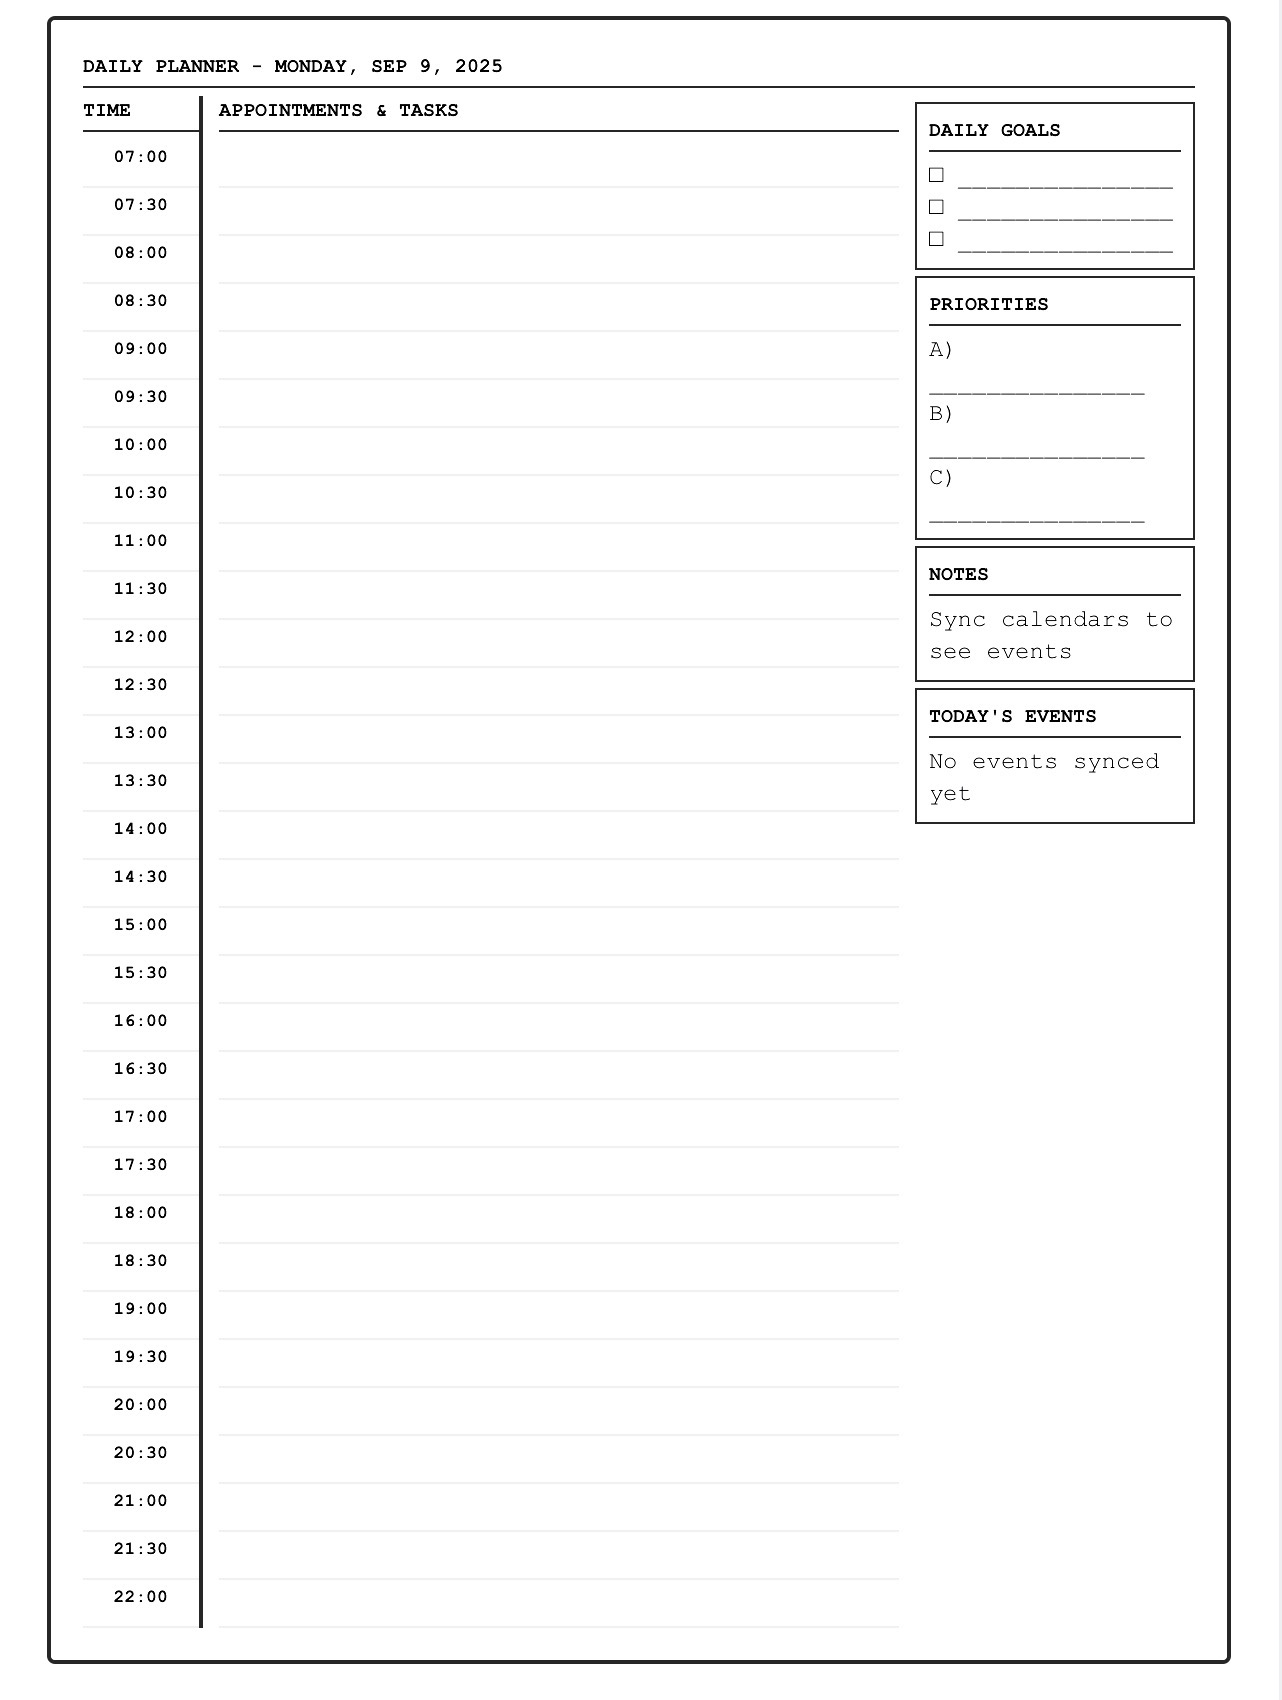 DAILY PLANNER - MONDAY, SEP 9, 2025
TIME
APPOINTMENTS & TASKS
07:00
07:30
08:00
08:30
09:00
09:30
10:00
10:30
11:00
11:30
12:00
12:30
13:00
13:30
14:00
14:30
15:00
15:30
16:00
16:30
17:00
17:30
18:00
18:30
19:00
19:30
20:00
20:30
21:00
21:30
22:00
DAILY GOALS
☐ _______________
☐ _______________
☐ _______________
PRIORITIES
A)
_______________
B)
_______________
C)
_______________
NOTES
Sync calendars to
see events
TODAY'S EVENTS
No events synced
yet